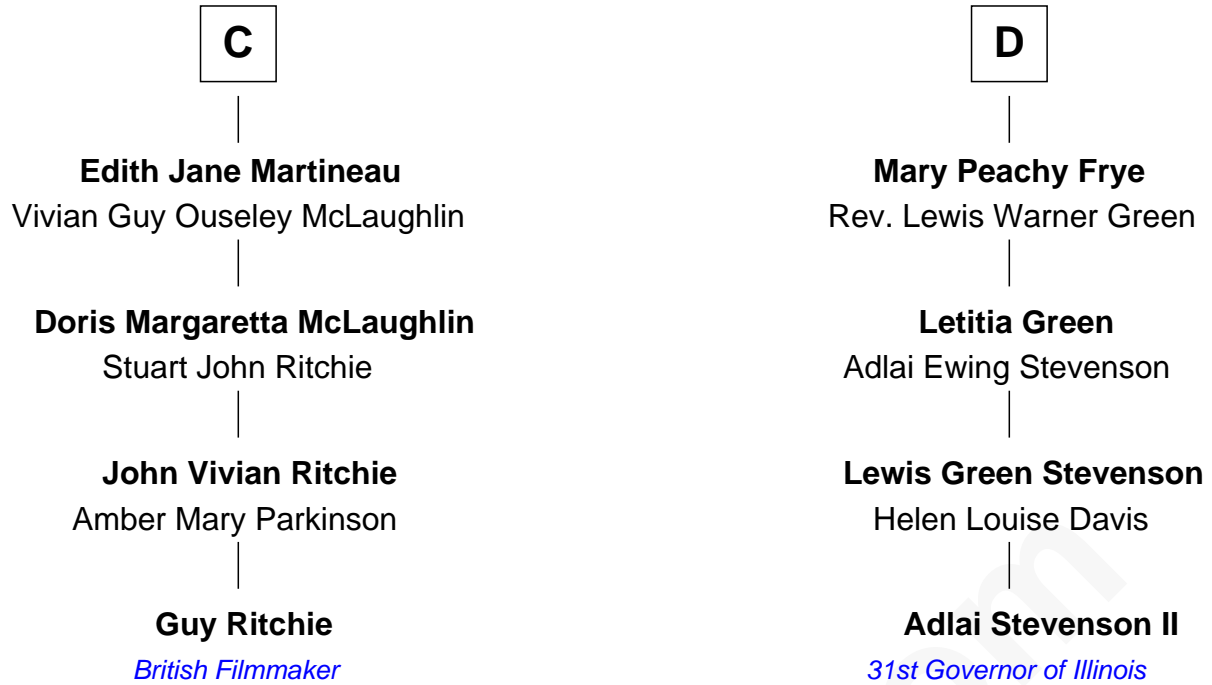 C
Edith Jane Martineau
Vivian Guy Ouseley McLaughlin
Doris Margaretta McLaughlin
Stuart John Ritchie
John Vivian Ritchie
Amber Mary Parkinson
Guy Ritchie
British Filmmaker
D
Mary Peachy Frye
Rev. Lewis Warner Green
Letitia Green
Adlai Ewing Stevenson
Lewis Green Stevenson
Helen Louise Davis
Adlai Stevenson II
31st Governor of Illinois